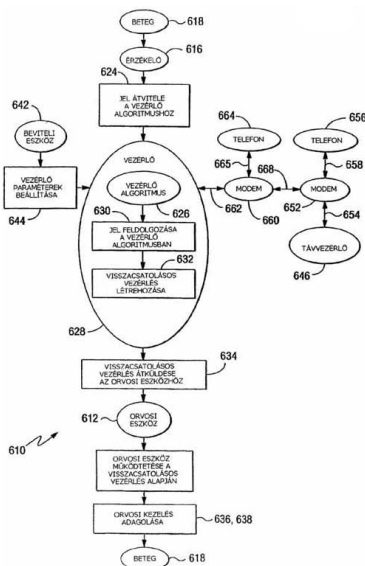 BETEG
618
616
ÉRZÉKELŐ
624
JEL ÁTVITELE
A VEZÉRLŐ
ALGORITMUSHOZ
642
BEVITELI
ESZKÖZ
VEZÉRLŐ
PARAMÉTEREK
BEÁLLÍTÁSA
644
VEZÉRLŐ
VEZÉRLŐ
ALGORITMUS
630
626
JEL FELDOLGOZÁSA
A VEZÉRLŐ
ALGORITMUSBAN
632
VISSZACSATOLÁSOS
VEZÉRLÉS
LÉTREHOZÁSA
628
664
TELEFON
656
TELEFON
665
668
658
MODEM
MODEM
662
660
652
654
TÁVVEZÉRLŐ
646
VISSZACSATOLÁSOS
VEZÉRLÉS ÁTKÜLDÉSE
AZ ORVOSI ESZKÖZHÖZ
634
612
ORVOSI
ESZKÖZ
610
ORVOSI ESZKÖZ
MŰKÖDTETÉSE A
VISSZACSATOLÁSOS
VEZÉRLÉS ALAPJÁN
ORVOSI KEZELÉS
ADAGOLÁSA
636, 638
BETEG
618